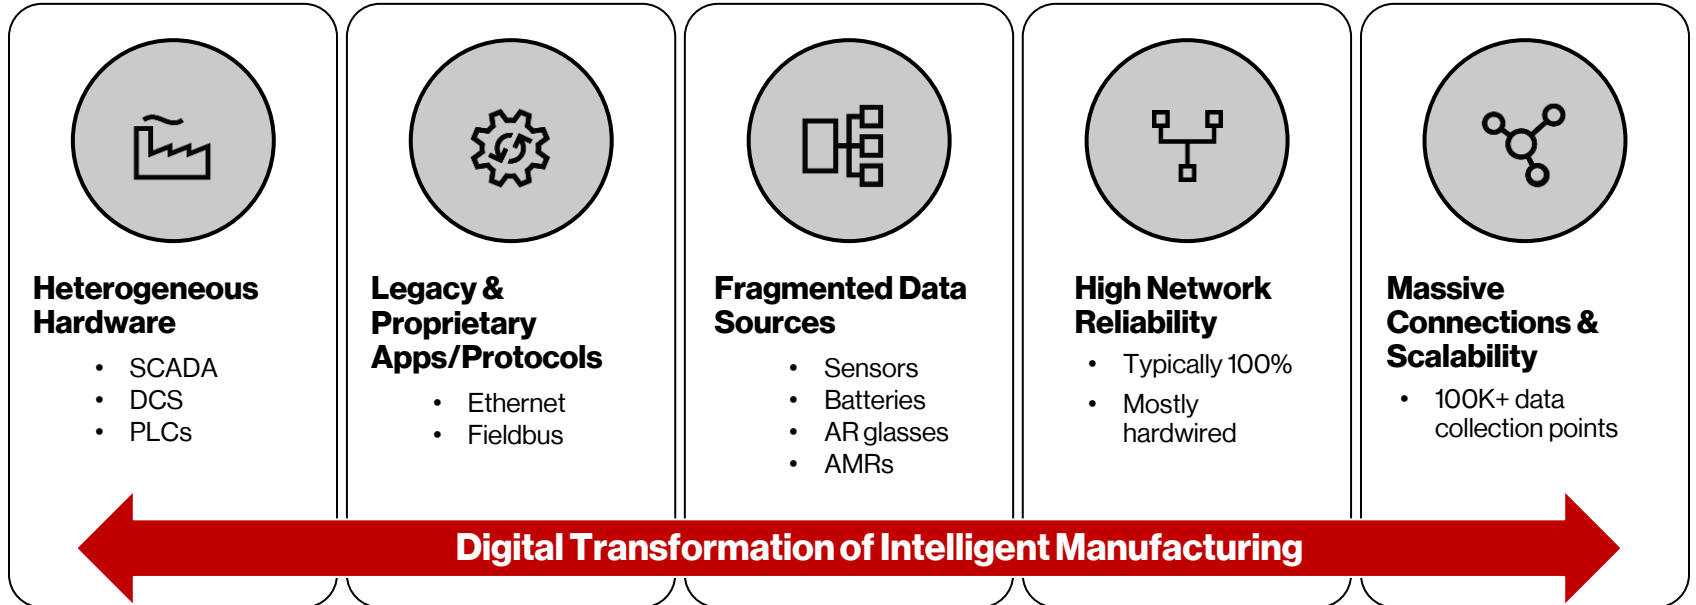 Heterogeneous
Hardware
• SCADA
• DCS
• PLCs
Legacy &
Proprietary
Apps/Protocols
• Ethernet
• Fieldbus
Fragmented Data
Sources
• Sensors
• Batteries
• AR glasses
• AMRs
High Network
Reliability
• Typically 100%
• Mostly
hardwired
Massive
Connections &
Scalability
• 100K+ data
collection points
Digital Transformation of Intelligent Manufacturing